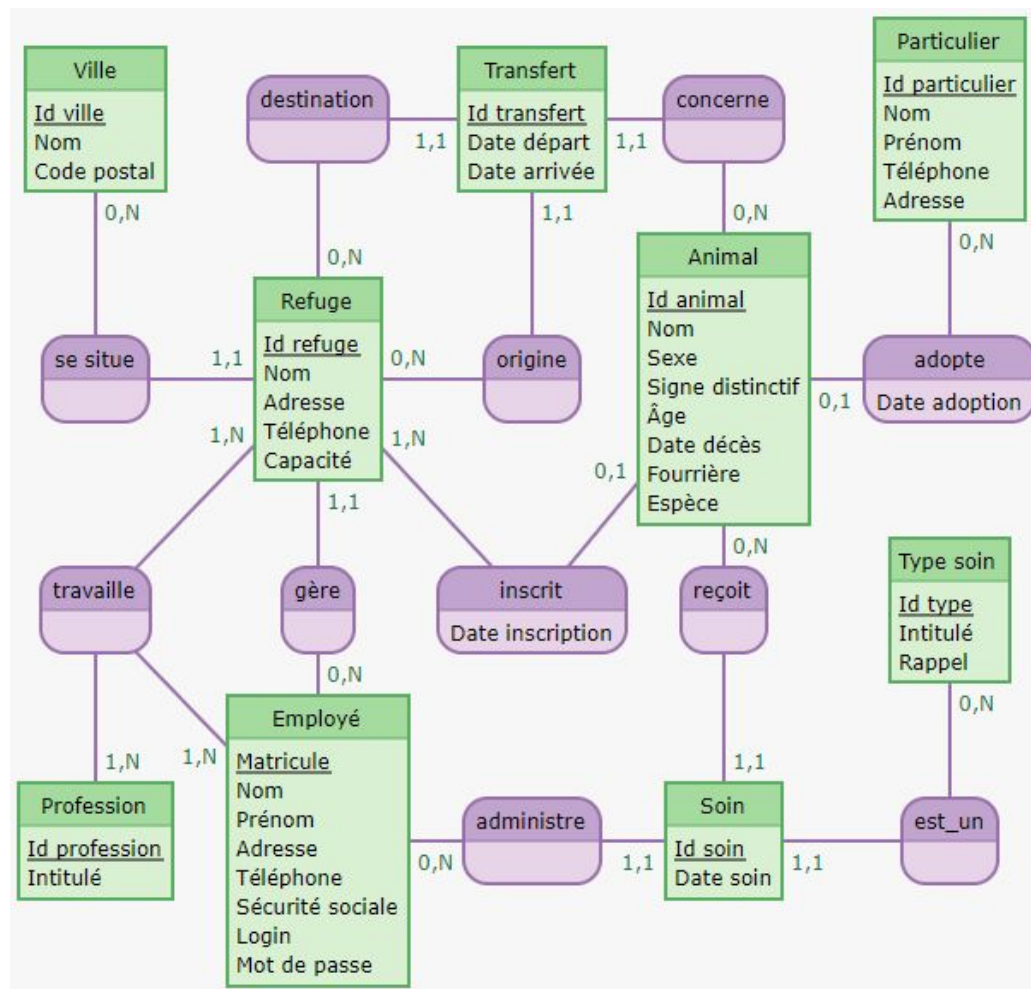 Ville
Id ville
Nom
Code postal
0,N
destination
1,1
0,N
Transfert
Id transfert
Date départ
Date arrivée
1,1
1,1
concerne
0,N
Particulier
Id particulier
Nom
Prénom
Téléphone
Adresse
0,N
se situe
1,1
Refuge
Id refuge
Nom
Adresse
Téléphone
Capacité
0,N
origine
Animal
Id animal
Nom
Sexe
Signe distinctif
Âge
Date décès
Fourrière
Espèce
0,1
adopte
Date adoption
1,N
1,N
1,1
0,1
0,N
travaille
gère
inscrit
Date inscription
reçoit
Type soin
Id type
Intitulé
Rappel
0,N
0,N
1,N
1,N
1,1
Profession
Id profession
Intitulé
Employé
Matricule
Nom
Prénom
Adresse
Téléphone
Sécurité sociale
Login
Mot de passe
0,N
administre
1,1
Soin
Id soin
Date soin
1,1
est_un